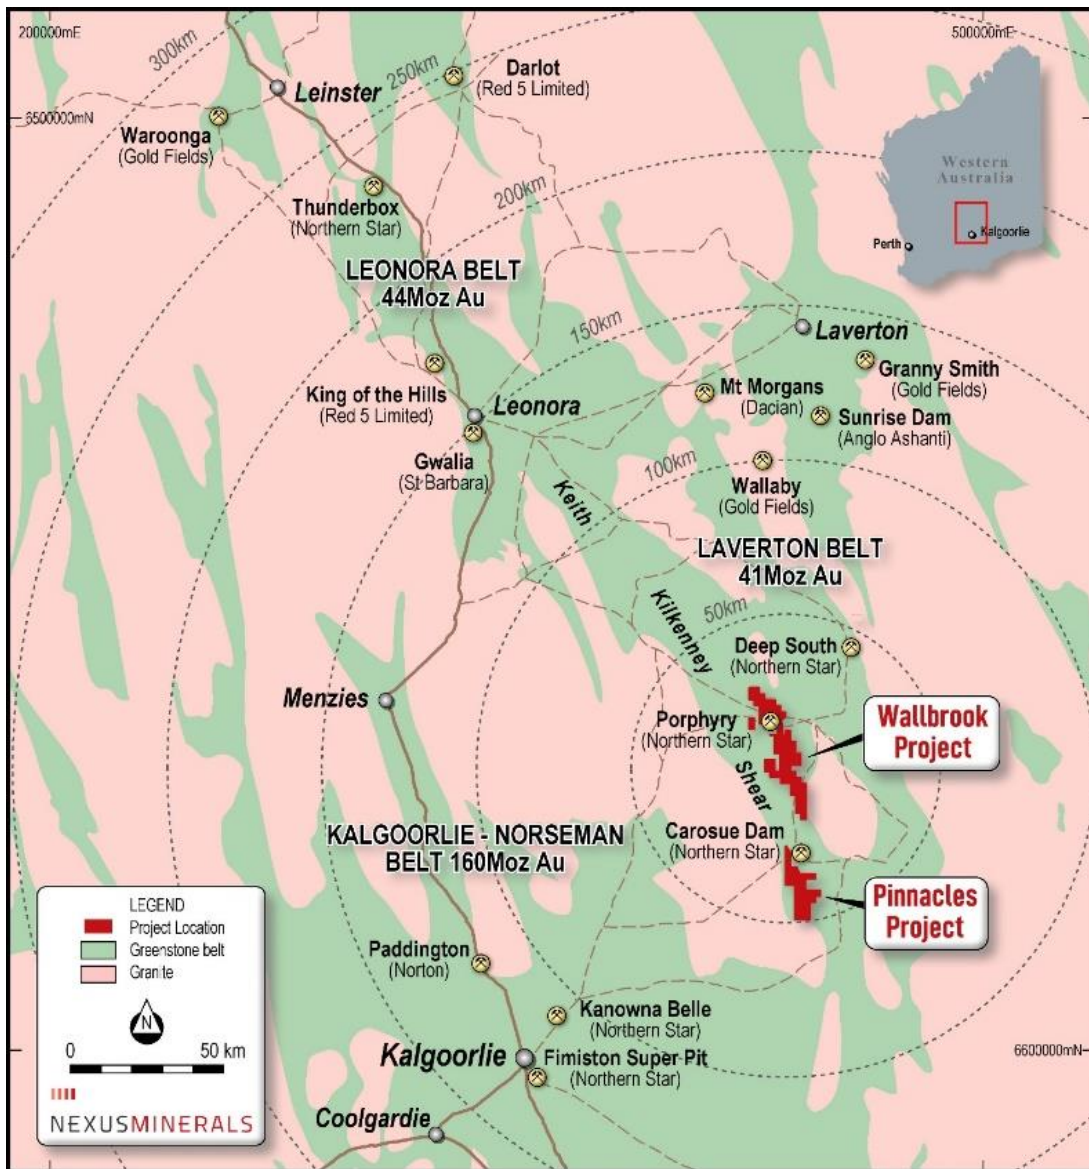 200000mE
500000mE
300km
250km
Darlot
(Red 5 Limited)
Leinster
6500000mN
Waroonga
(Gold Fields)
Western
Australia
200km
Thunderbox
(Northern Star)
Perth
Kalgoorlie
LEONORA BELT
44Moz Au
150km
Laverton
King of the Hills
(Red 5 Limited)
Granny Smith
(Gold Fields)
Mt Morgans
(Dacian)
Leonora
Sunrise Dam
(Anglo Ashanti)
Gwalia
(St Barbara)
100km
Wallaby
(Gold Fields)
Keith
LAVERTON BELT
41Moz Au
Kilkenney
50km
Deep South
(Northern Star)
Menzies
Porphyry
(Northern Star)
Wallbrook
Project
Shear
KALGOORLIE - NORSEMAN
BELT 160Moz Au
Carosue Dam
(Northern Star)
Pinnacles
Project
LEGEND
Project Location
Greenstone belt
Granite
N
0 50 km
NEXUSMINERALS
Paddington
(Norton)
Kanowna Belle
(Northern Star)
Kalgoorlie
Fimiston Super Pit
(Northern Star)
6600000mN
Coolgardie